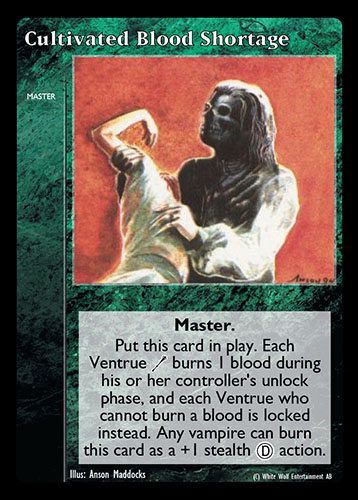 Cultivated Blood Shortage
MASTER
Anson 94
Master.
Put this card in play. Each
Ventrue burns 1 blood during
his or her controller's unlock
phase, and each Ventrue who
cannot burn a blood is locked
instead. Any vampire can burn
this card as a +1 stealth D action.
Illus: Anson Maddocks
(C) White Wolf Entertainment AB